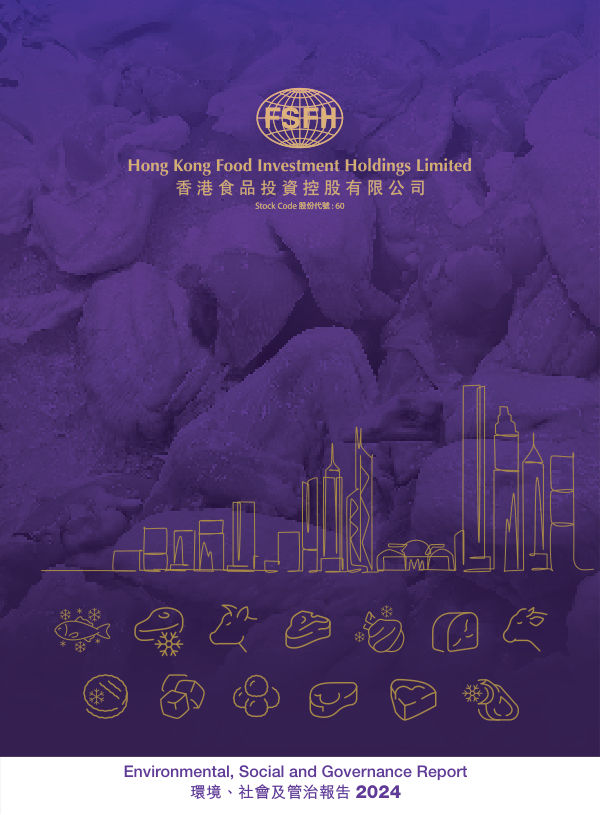 FSFH
Hong Kong Food Investment Holdings Limited
香港食品投資控股有限公司
Stock Code 股份代號 : 60
Environmental, Social and Governance Report
環境、社會及管治報告 2024